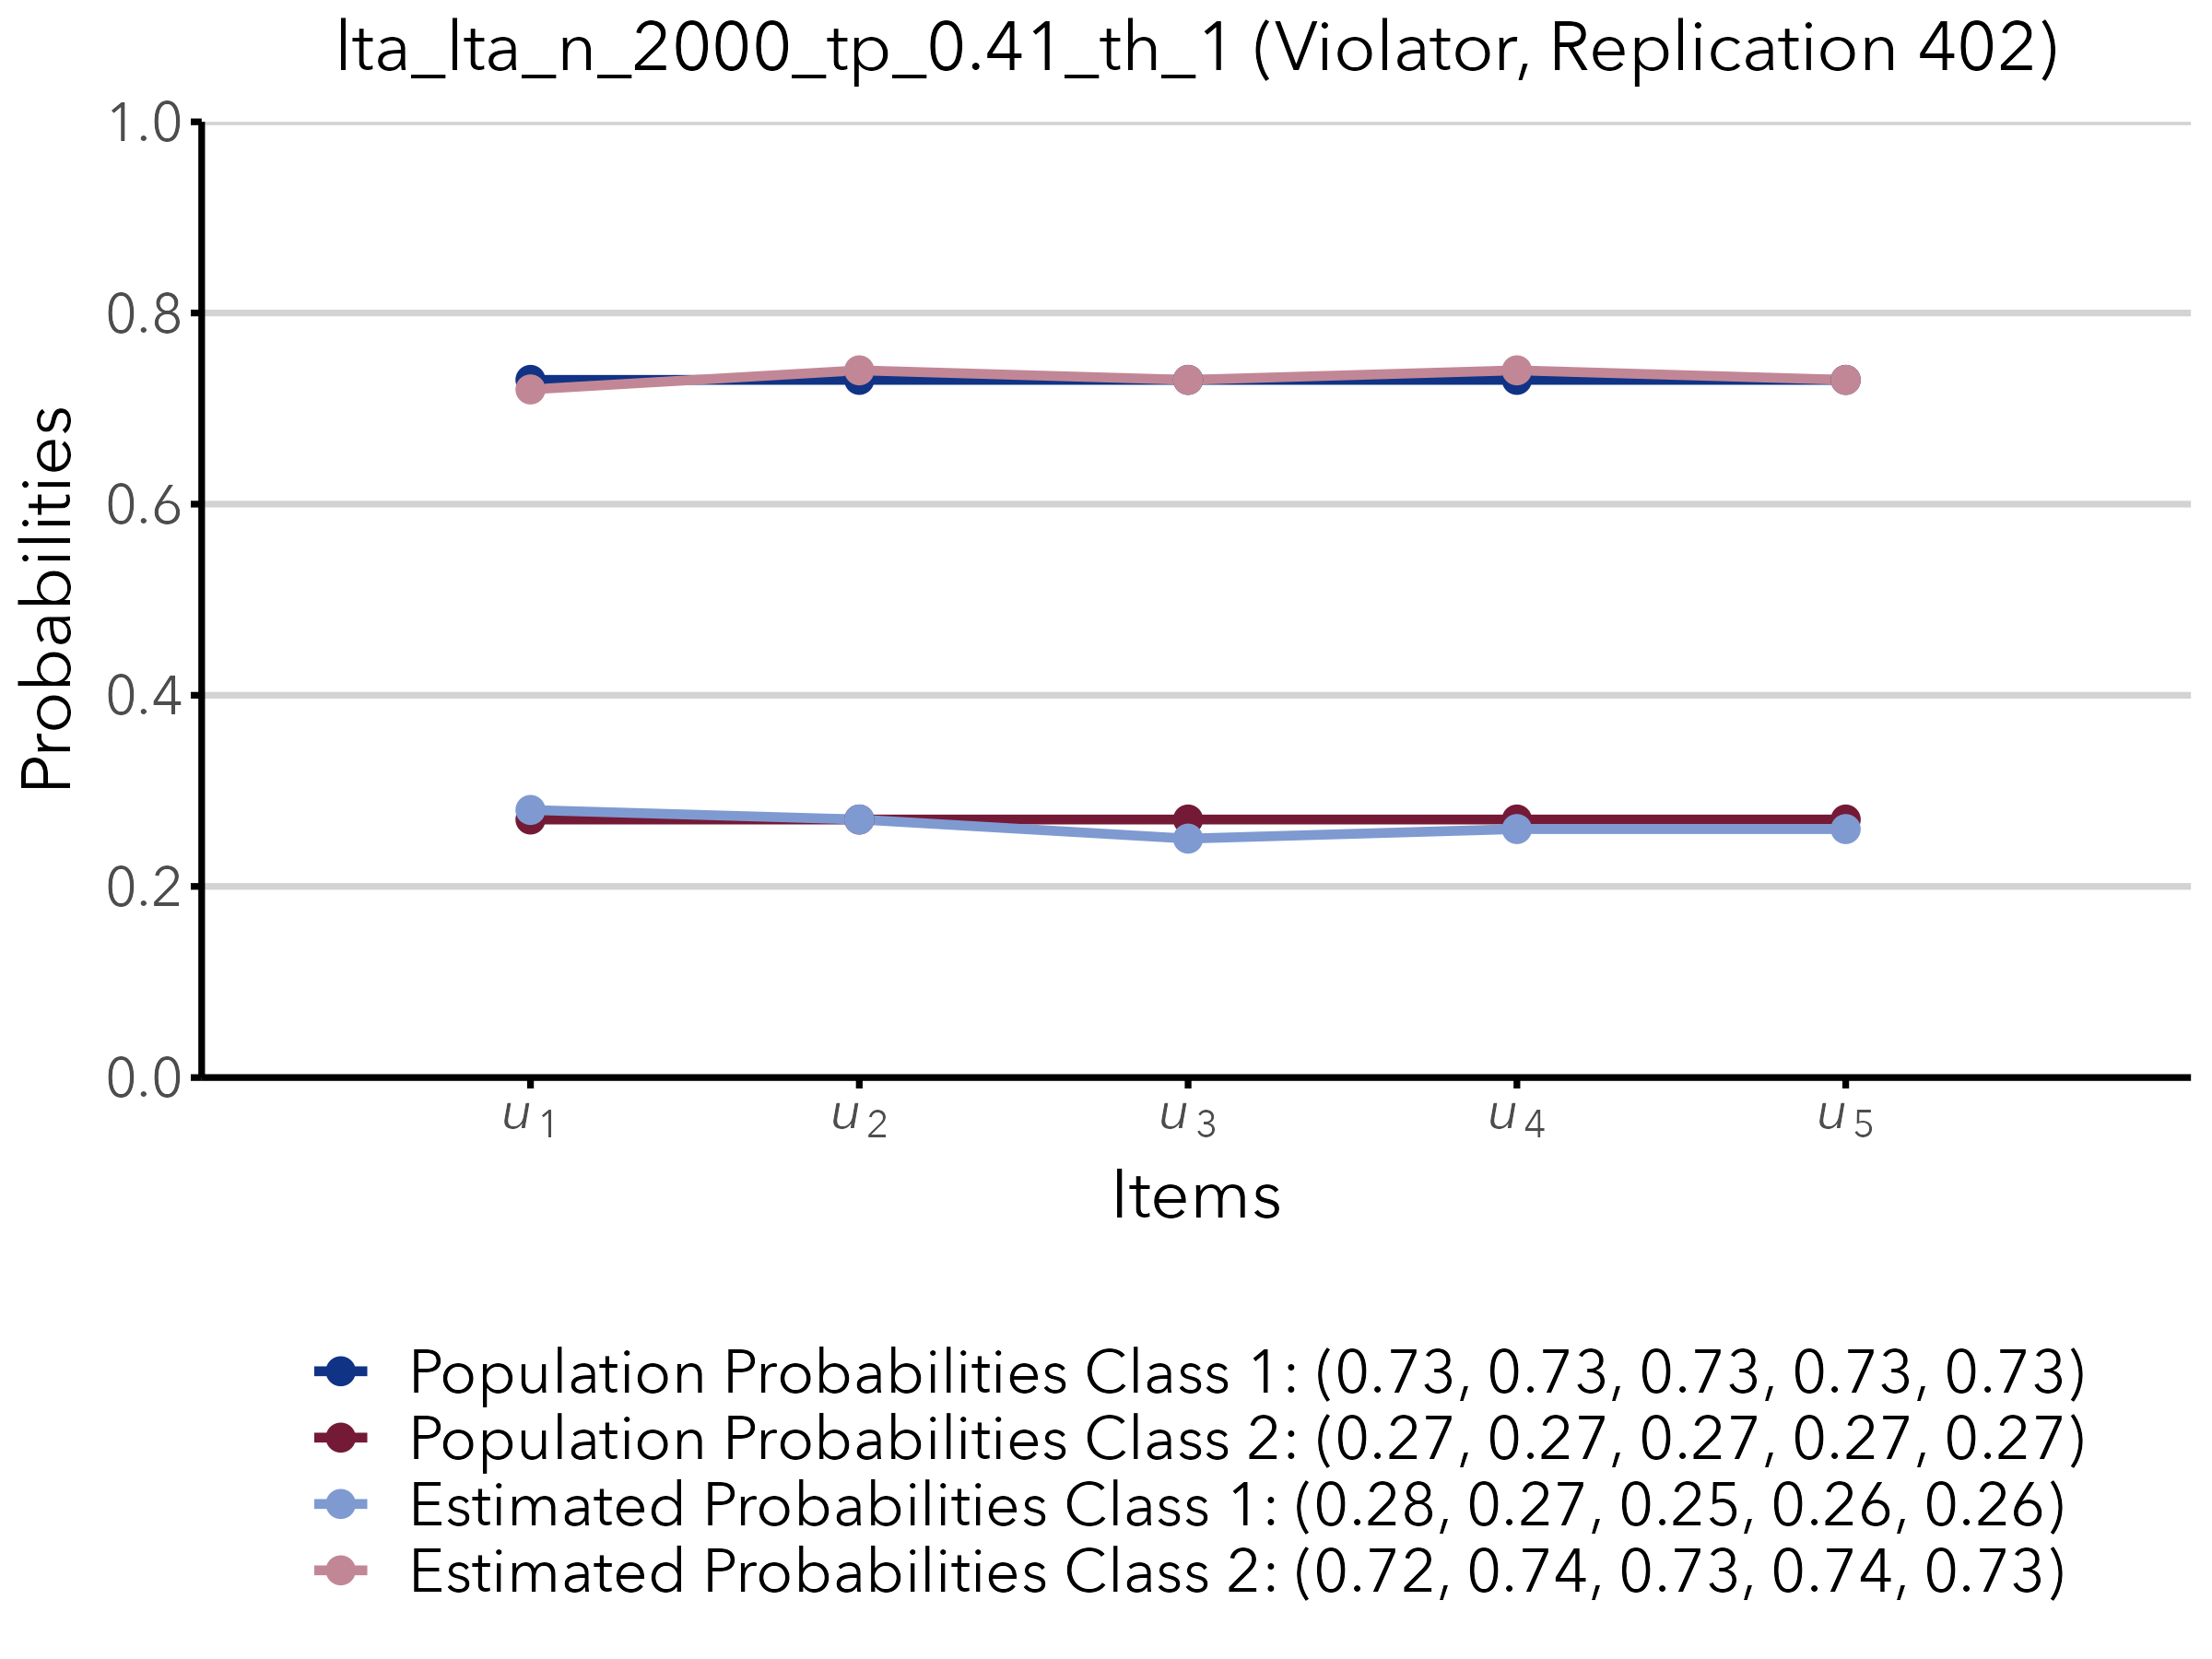 lta_lta_n_2000_tp_0.41_th_1 (Violator, Replication 402)
1.0
0.8
0.6
0.4
0.2
0.0
Probabilities
u1
u2
u3
u4
u5
Items
Population Probabilities Class 1: (0.73, 0.73, 0.73, 0.73, 0.73)
Population Probabilities Class 2: (0.27, 0.27, 0.27, 0.27, 0.27)
Estimated Probabilities Class 1: (0.28, 0.27, 0.25, 0.26, 0.26)
Estimated Probabilities Class 2: (0.72, 0.74, 0.73, 0.74, 0.73)